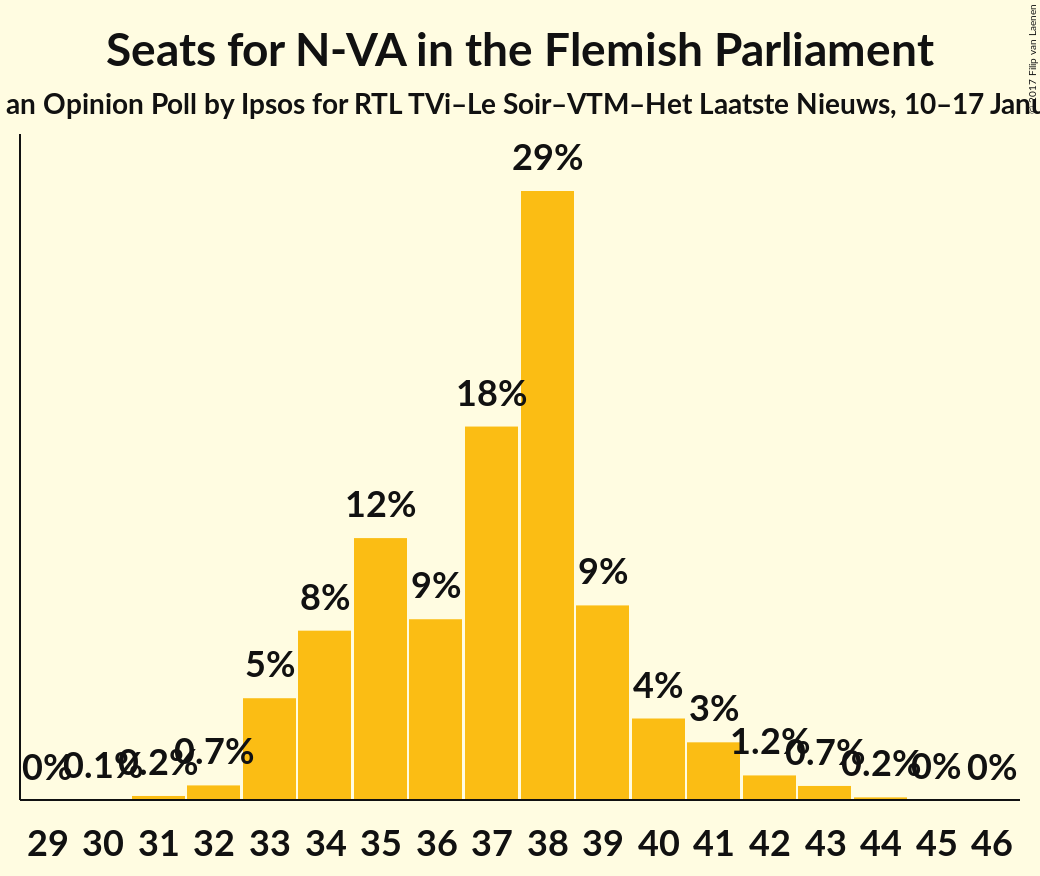 Seats for N-VA in the Flemish Parliament
an Opinion Poll by Ipsos for RTL TVi–Le Soir–VTM–Het Laatste Nieuws, 10–17 Janu
© 2017 Filip van Laenen
29%
18%
12%
9%
9%
8%
5%
4%
3%
0% 0.1% 0.2% 0.7% 1.2% 0.7% 0.2% 0% 0%
29 30 31 32 33 34 35 36 37 38 39 40 41 42 43 44 45 46